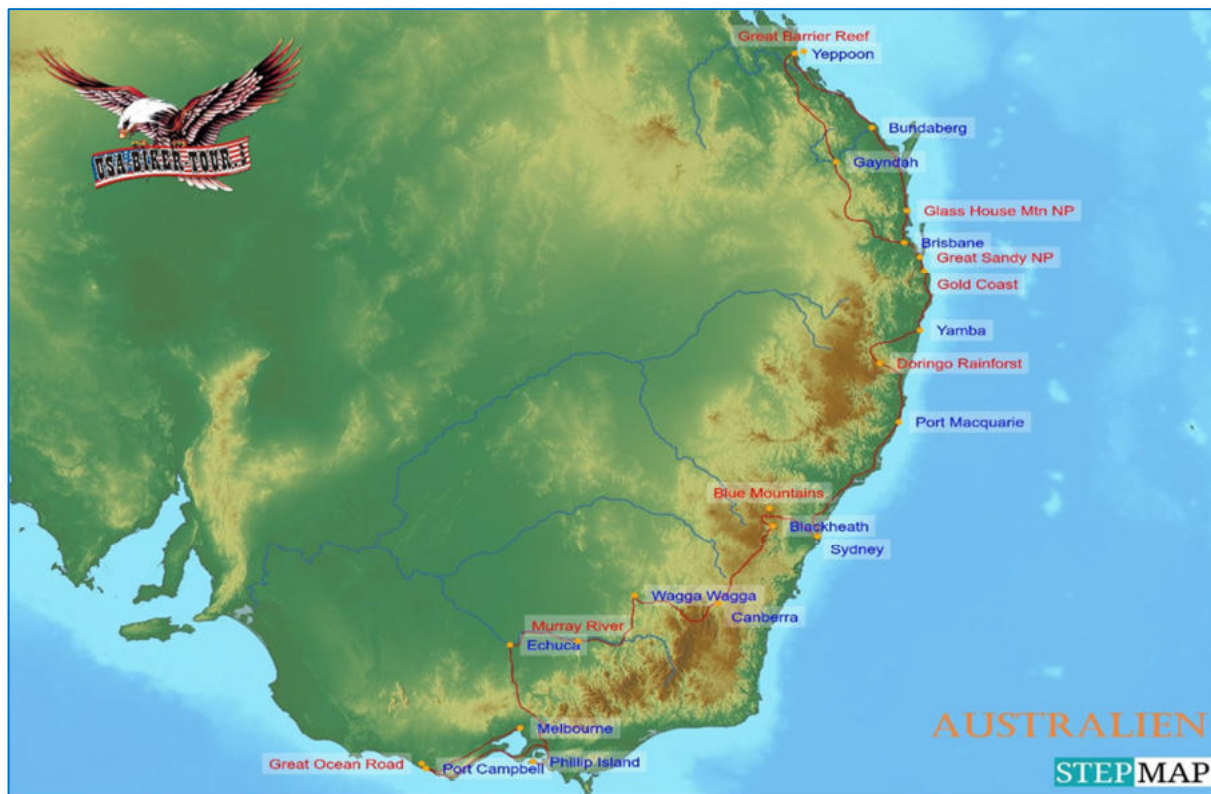 Great Barrier Reef
Yeppoon
USA-BIKER-TOUR.1
Bundaberg
Gayndah
Glass House Mtn NP
Brisbane
Great Sandy NP
Gold Coast
Yamba
Doringo Rainforst
Port Macquarie
Blue Mountains
Blackheath
Sydney
Wagga Wagga
Canberra
Murray River
Echuca
Melbourne
Great Ocean Road
Port Campbell
Phillip Island
AUSTRALIEN
STEPMAP